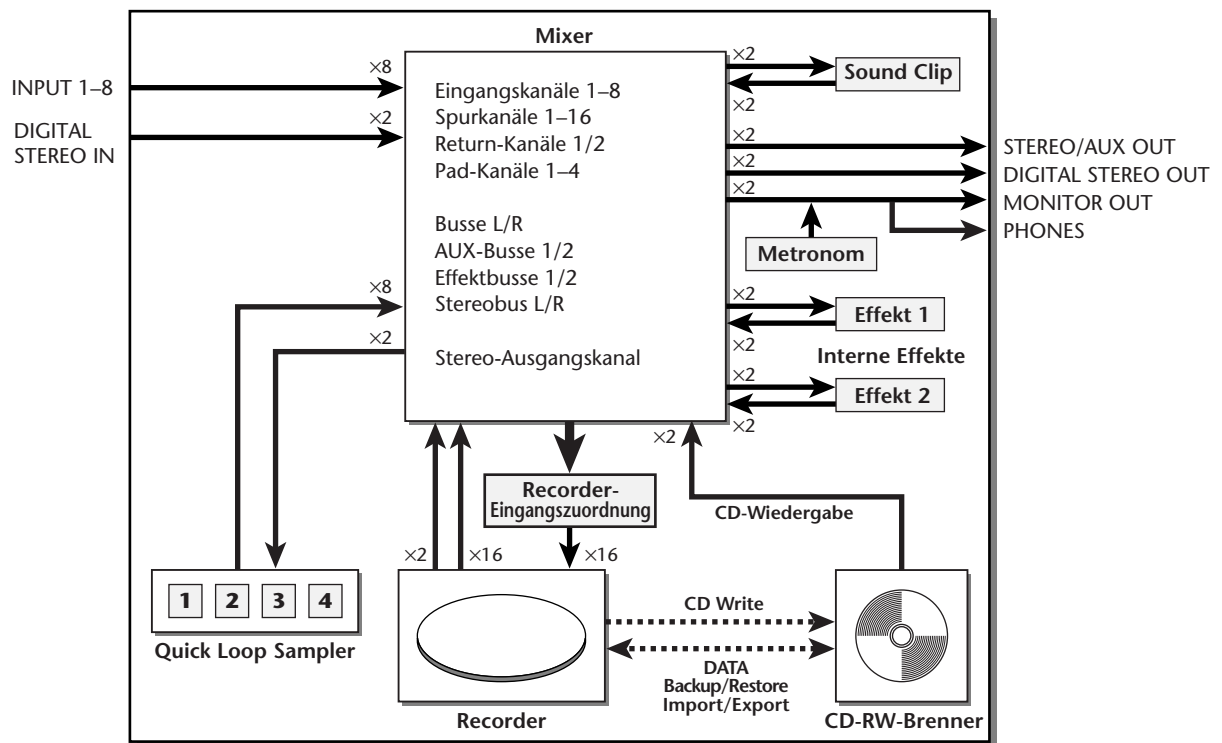 Mixer
INPUT 1–8
×8
DIGITAL
STEREO IN
×2
Eingangskanäle 1–8
Spurkanäle 1–16
Return-Kanäle 1/2
Pad-Kanäle 1–4
Busse L/R
AUX-Busse 1/2
Effektbusse 1/2
Stereobus L/R
Stereo-Ausgangskanal
×8
×2
×2
Sound Clip
×2
×2
STEREO/AUX OUT
×2
DIGITAL STEREO OUT
×2
MONITOR OUT
PHONES
Metronom
×2
Effekt 1
×2
Interne Effekte
×2
Effekt 2
×2
×2
Recorder-
Eingangszuordnung
CD-Wiedergabe
×2
×16
×16
1 2 3 4
Quick Loop Sampler
CD Write
DATA
Backup/Restore
Import/Export
Recorder
CD-RW-Brenner